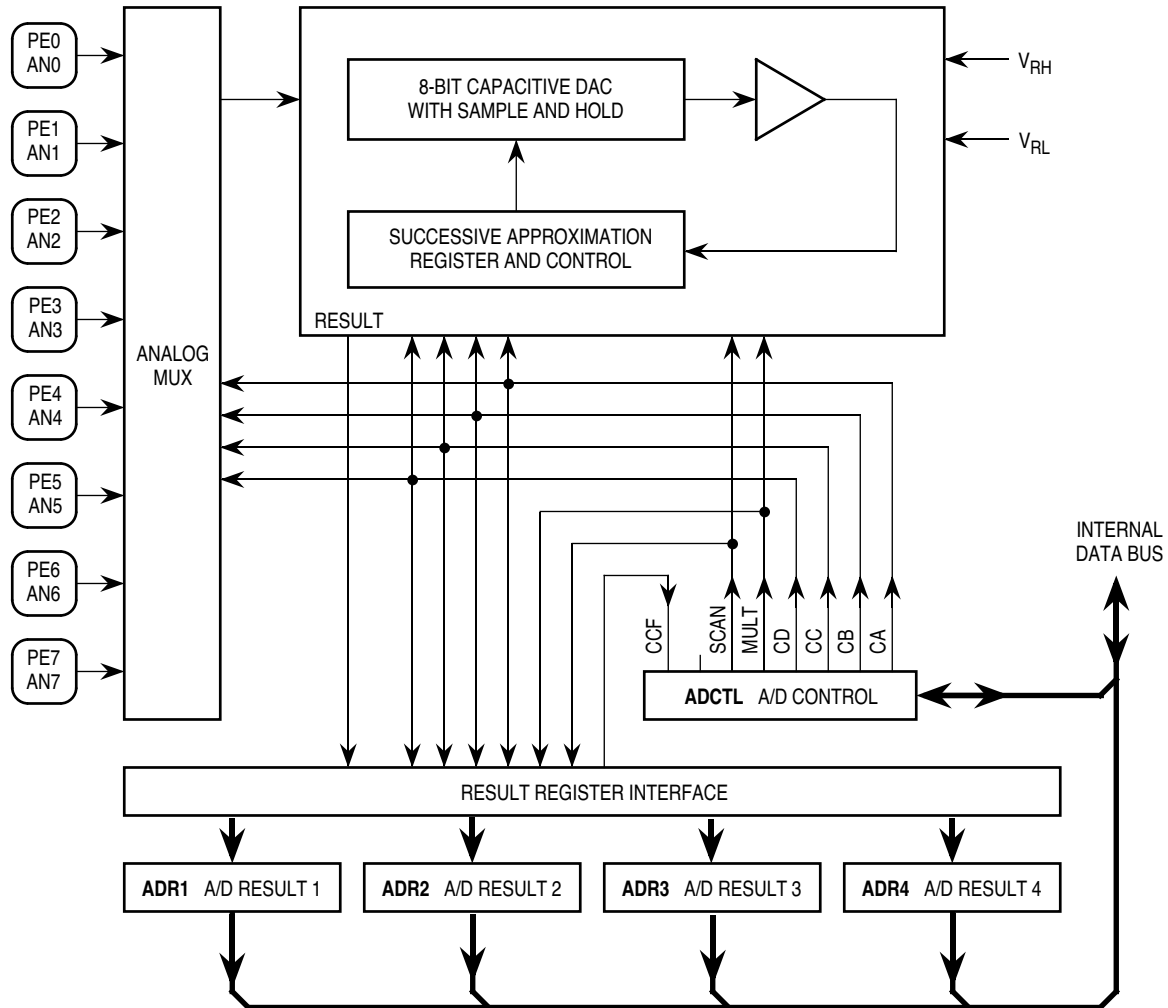 PE0
AN0
PE1
AN1
PE2
AN2
PE3
AN3
PE4
AN4
PE5
AN5
PE6
AN6
PE7
AN7
ANALOG
MUX
8-BIT CAPACITIVE DAC
WITH SAMPLE AND HOLD
SUCCESSIVE APPROXIMATION
REGISTER AND CONTROL
RESULT
VRH
VRL
INTERNAL
DATA BUS
CCF
SCAN
MULT
CD
CC
CB
CA
ADCTL A/D CONTROL
RESULT REGISTER INTERFACE
ADR1 A/D RESULT 1
ADR2 A/D RESULT 2
ADR3 A/D RESULT 3
ADR4 A/D RESULT 4